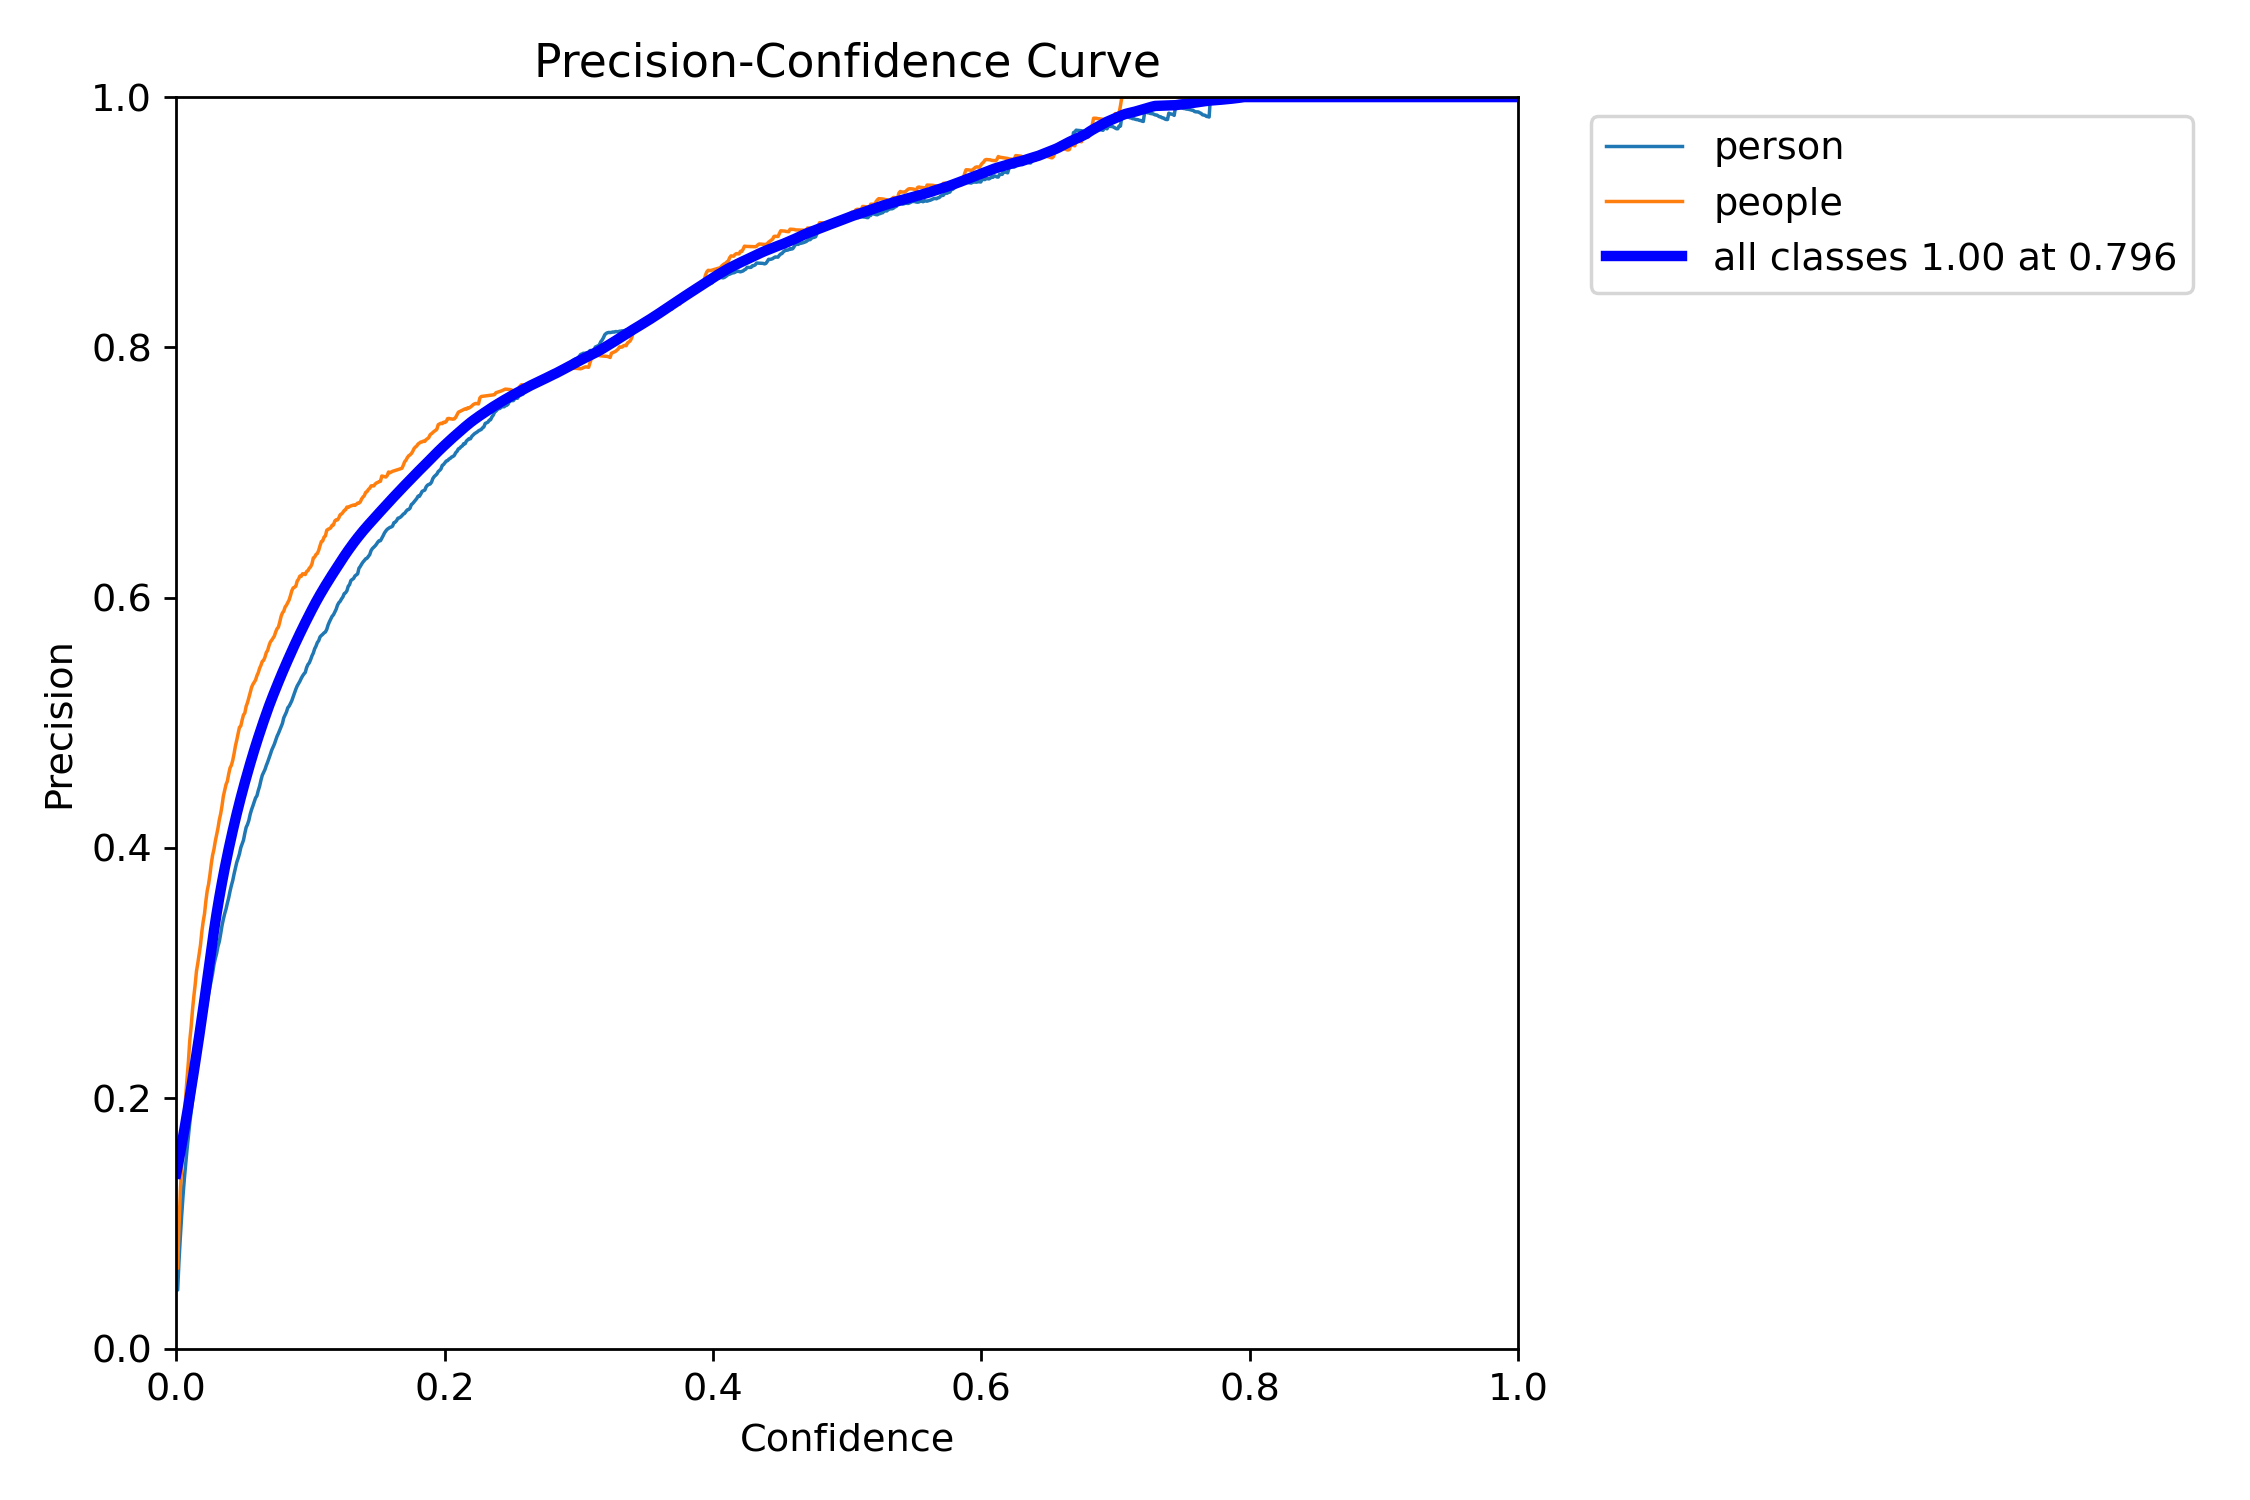 Precision-Confidence Curve
1.0
0.8
0.6
0.4
0.2
0.0
Precision
0.0 0.2 0.4 0.6 0.8 1.0
Confidence
person
people
all classes 1.00 at 0.796